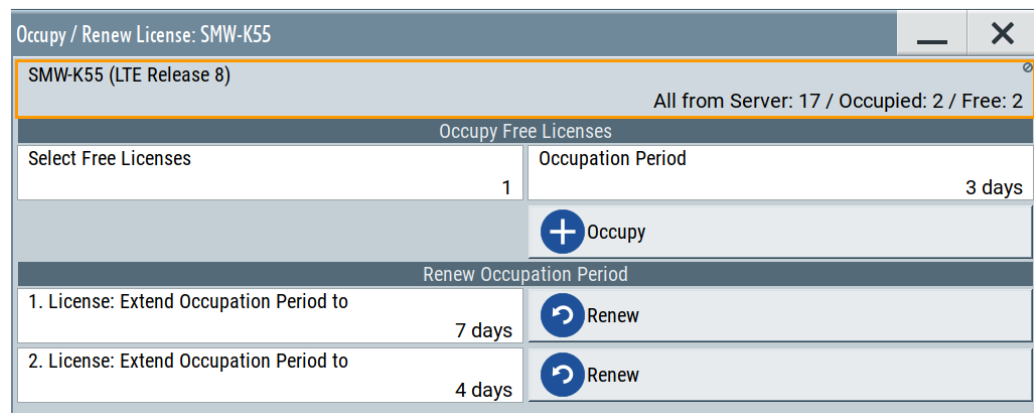 Occupy / Renew License: SMW-K55
SMW-K55 (LTE Release 8)
All from Server: 17 / Occupied: 2 / Free: 2
Occupy Free Licenses
Select Free Licenses
1
Occupation Period
3 days
Occupy
Renew Occupation Period
1. License: Extend Occupation Period to
7 days
Renew
2. License: Extend Occupation Period to
4 days
Renew